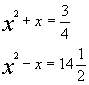 x² + x = 3/4
x² − x = 14 1/2